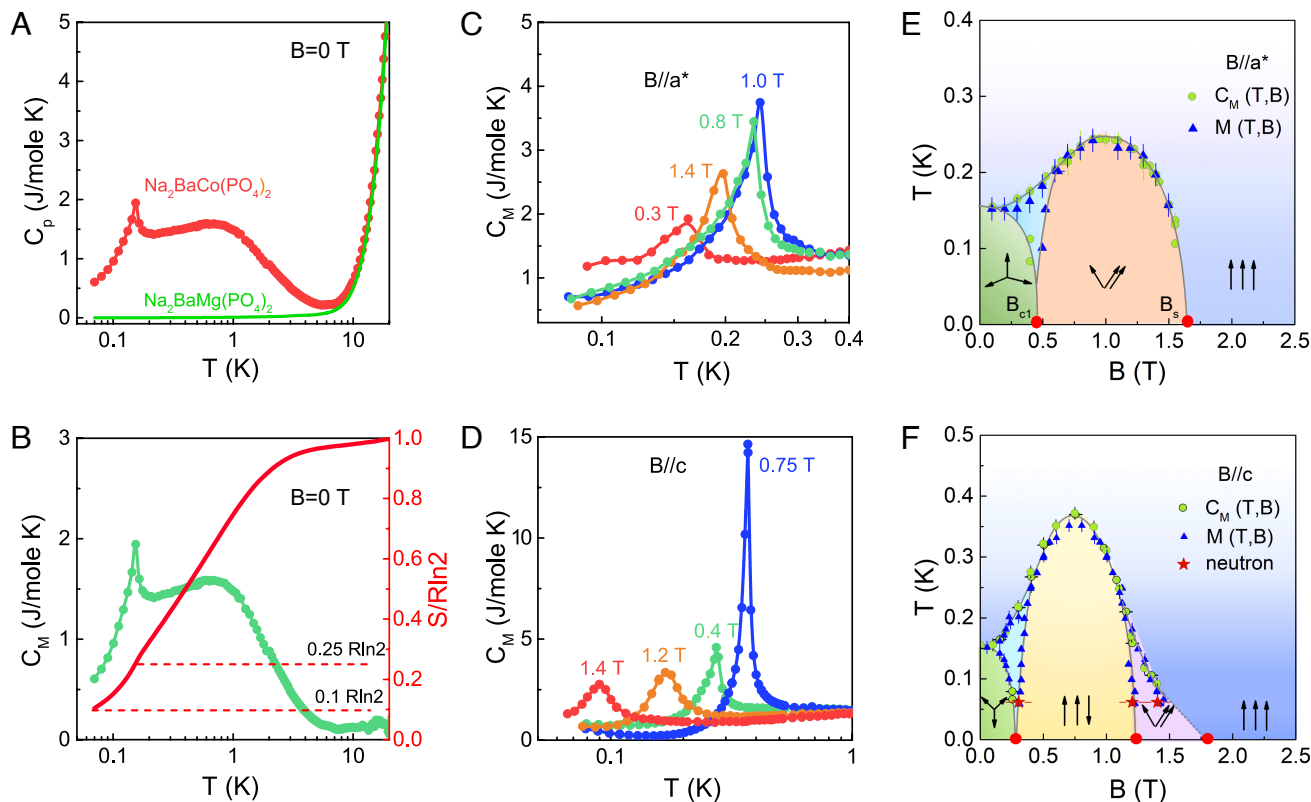 A
B=0 T
Na₂BaCo(PO₄)₂
Na₂BaMg(PO₄)₂
Cₚ (J/mole K)
5
4
3
2
1
0
0.1
1
10
T (K)
B
B=0 T
0.25 Rln2
0.1 Rln2
C_M (J/mole K)
3
2
1
0
S/Rln2
1.0
0.8
0.6
0.4
0.2
0.0
0.1
1
10
T (K)
C
B//a*
1.0 T
0.8 T
1.4 T
0.3 T
C_M (J/mole K)
5
4
3
2
1
0.1
0.2
0.3
0.4
T (K)
D
B//c
0.75 T
0.4 T
1.2 T
1.4 T
C_M (J/mole K)
15
10
5
0
0.1
1
T (K)
E
B//a*
C_M (T,B)
M (T,B)
B_c1
B_s
T (K)
0.4
0.3
0.2
0.1
0.0
0.0
0.5
1.0
1.5
2.0
2.5
B (T)
F
B//c
C_M (T,B)
M (T,B)
neutron
T (K)
0.5
0.4
0.3
0.2
0.1
0.0
0.0
0.5
1.0
1.5
2.0
2.5
B (T)